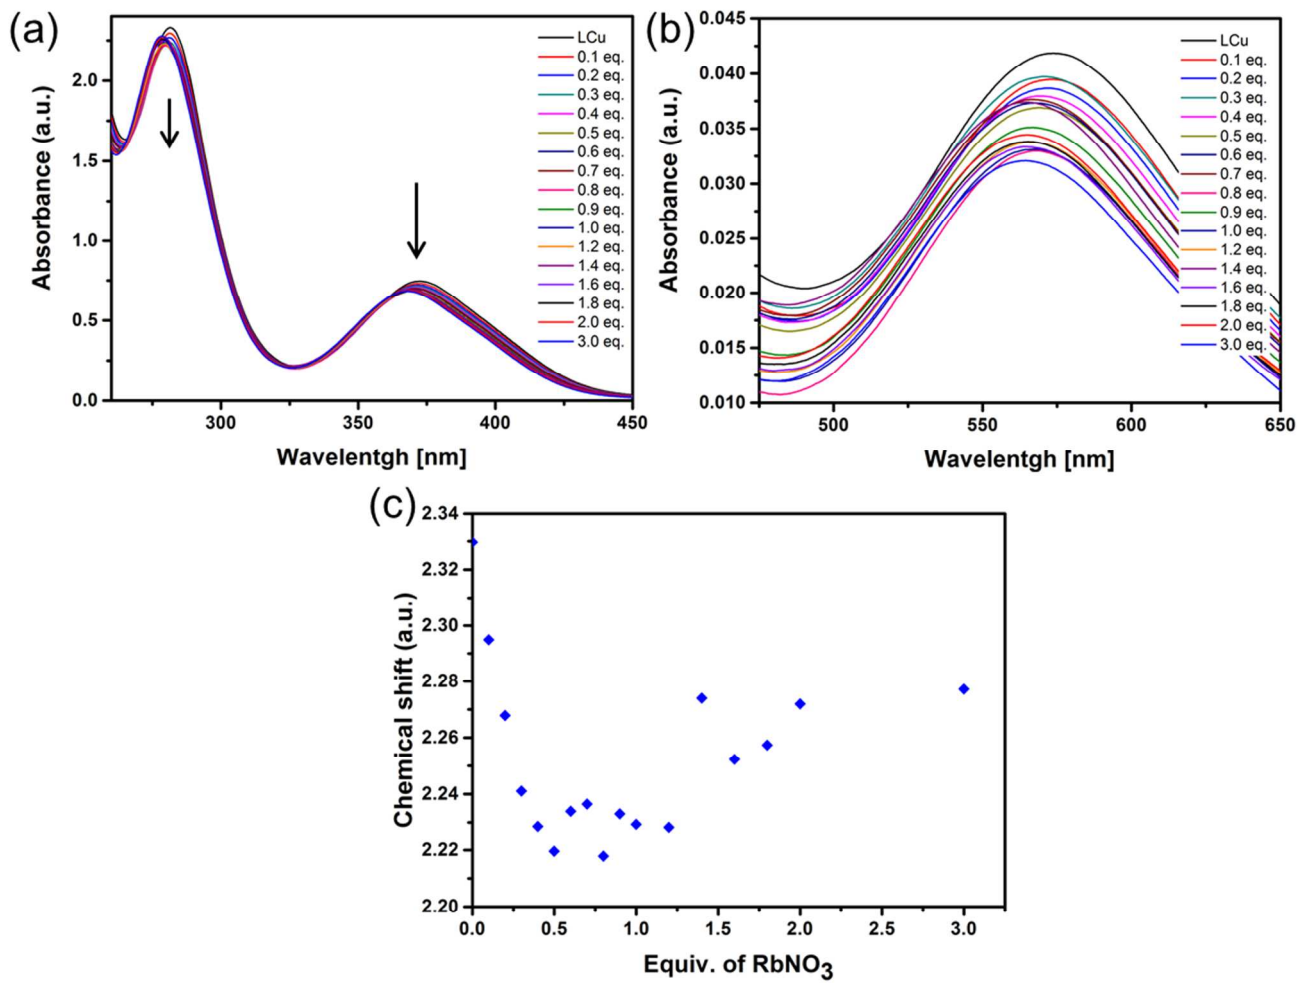 (a)
2.0
1.5
1.0
0.5
0.0
Absorbance (a.u.)
300
350
400
450
Wavelentgh [nm]
LCu
0.1 eq.
0.2 eq.
0.3 eq.
0.4 eq.
0.5 eq.
0.6 eq.
0.7 eq.
0.8 eq.
0.9 eq.
1.0 eq.
1.2 eq.
1.4 eq.
1.6 eq.
1.8 eq.
2.0 eq.
3.0 eq.
(b)
0.045
0.040
0.035
0.030
0.025
0.020
0.015
0.010
Absorbance (a.u.)
500
550
600
650
Wavelentgh [nm]
LCu
0.1 eq.
0.2 eq.
0.3 eq.
0.4 eq.
0.5 eq.
0.6 eq.
0.7 eq.
0.8 eq.
0.9 eq.
1.0 eq.
1.2 eq.
1.4 eq.
1.6 eq.
1.8 eq.
2.0 eq.
3.0 eq.
(c)
2.34
2.32
2.30
2.28
2.26
2.24
2.22
2.20
Chemical shift (a.u.)
0.0
0.5
1.0
1.5
2.0
2.5
3.0
Equiv. of RbNO3